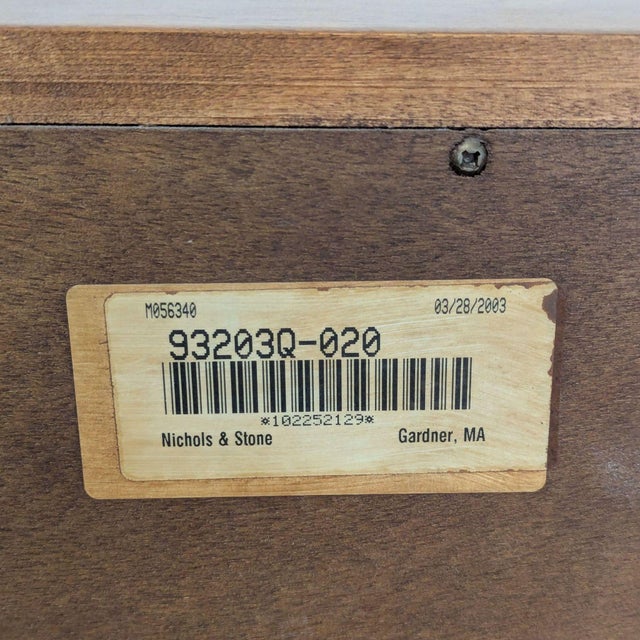 M056340 03/28/2003
93203Q-020
*102252129*
Nichols & Stone Gardner, MA